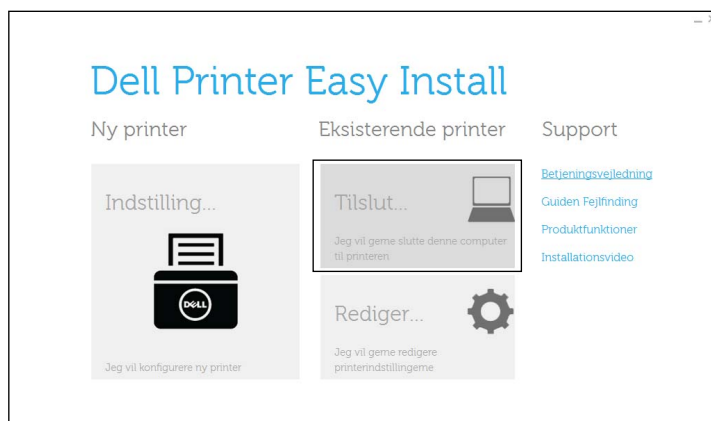 Dell Printer Easy Install
Ny printer
Indstilling...
DELL
Jeg vil konfigurere ny printer
Eksisterende printer
Tilslut...
Jeg vil gerne slutte denne computer
til printeren
Rediger...
Jeg vil gerne redigere
printerindstillingerne
Support
Betjeningsvejledning
Guiden Fejlfinding
Produktfunktioner
Installationsvideo